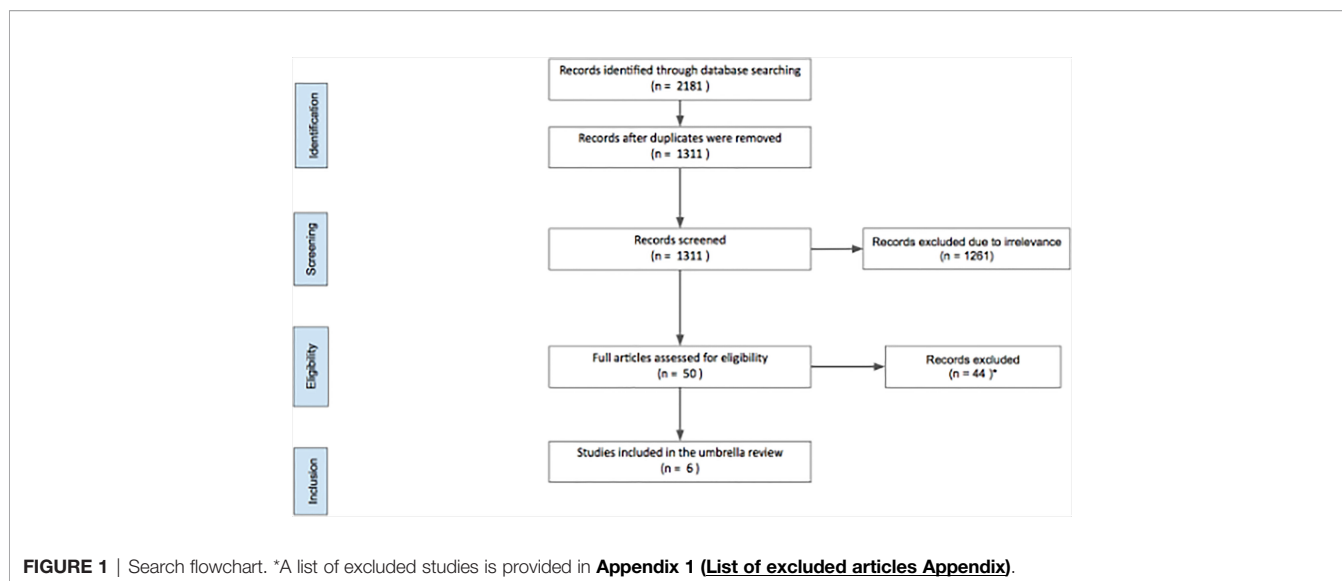 Identification
Records identified through database searching
(n = 2181 )
Records after duplicates were removed
(n = 1311 )
Screening
Records screened
(n = 1311 )
Records excluded due to irrelevance
(n = 1261)
Eligibility
Full articles assessed for eligibility
(n = 50 )
Records excluded
(n = 44 )*
Inclusion
Studies included in the umbrella review
(n = 6 )
FIGURE 1 | Search flowchart. *A list of excluded studies is provided in Appendix 1 (List of excluded articles Appendix).